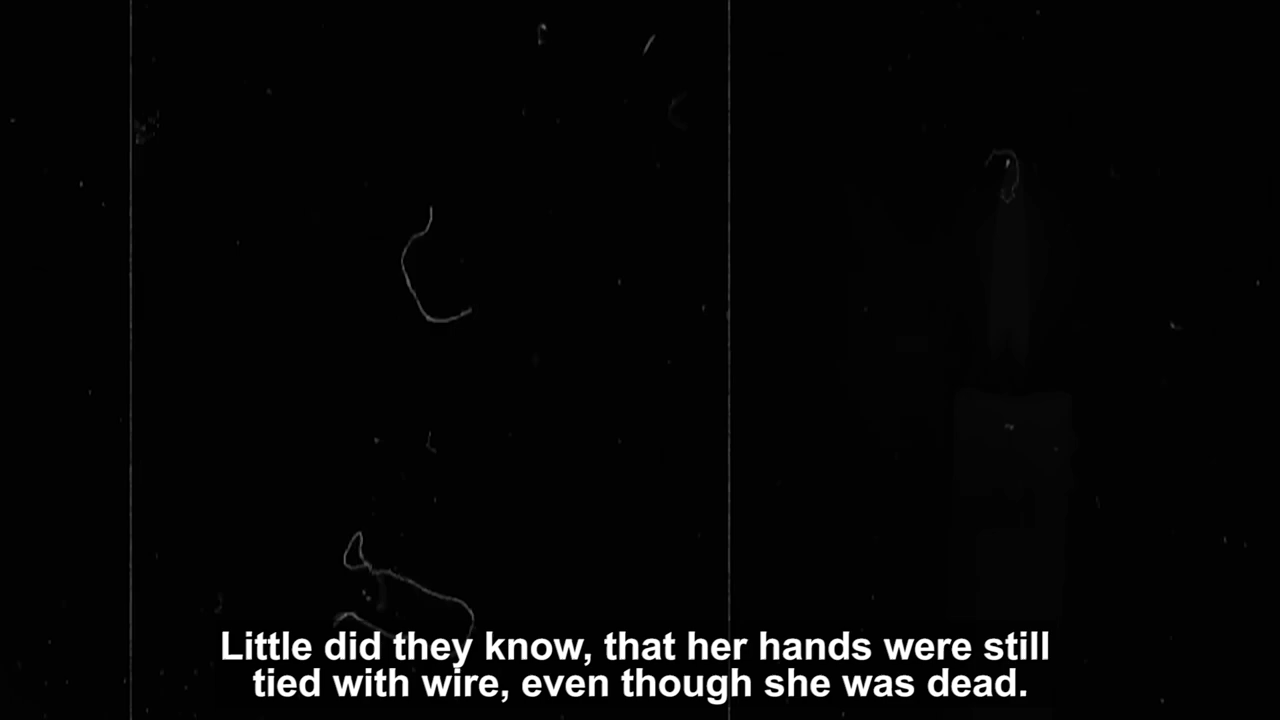 Little did they know, that her hands were still
tied with wire, even though she was dead.